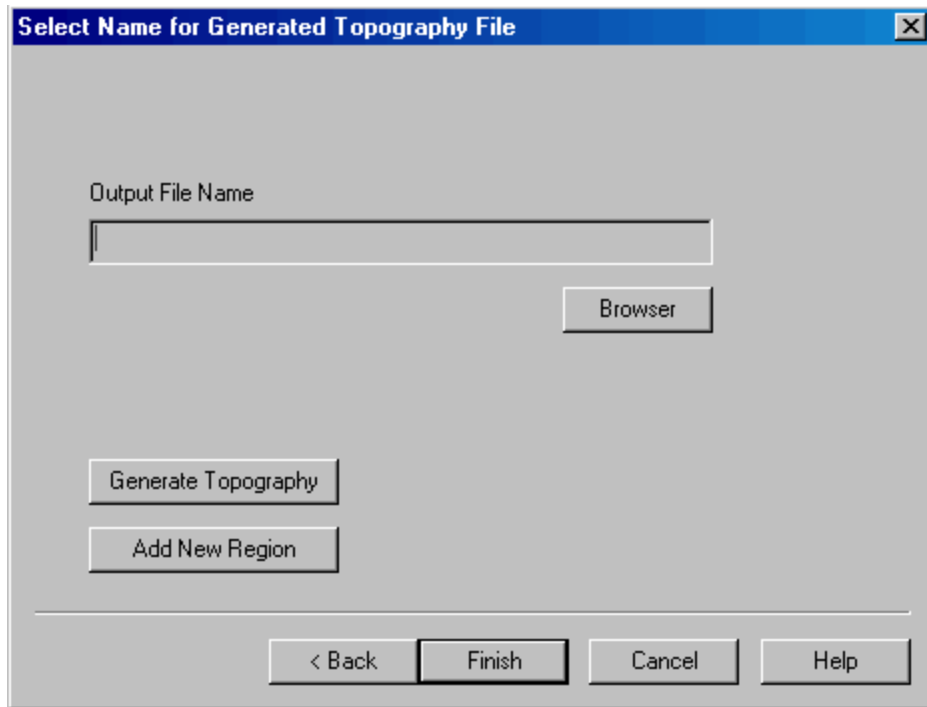 Select Name for Generated Topography File
Output File Name
Browser
Generate Topography
Add New Region
< Back Finish Cancel Help